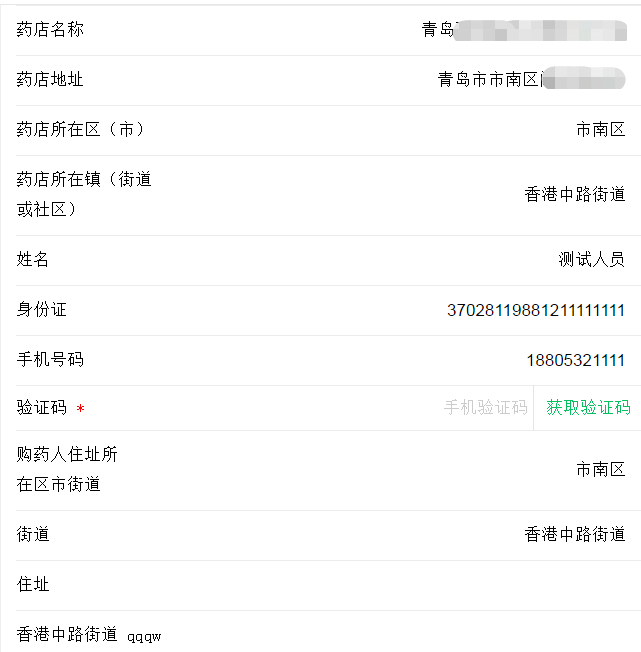 药店名称 青岛
药店地址 青岛市市南区
药店所在区（市） 市南区
药店所在镇（街道
或社区） 香港中路街道
姓名 测试人员
身份证 37028119881211111111
手机号码 18805321111
验证码 * 手机验证码 获取验证码
购药人住址所
在区市街道 市南区
街道 香港中路街道
住址
香港中路街道 qqqw